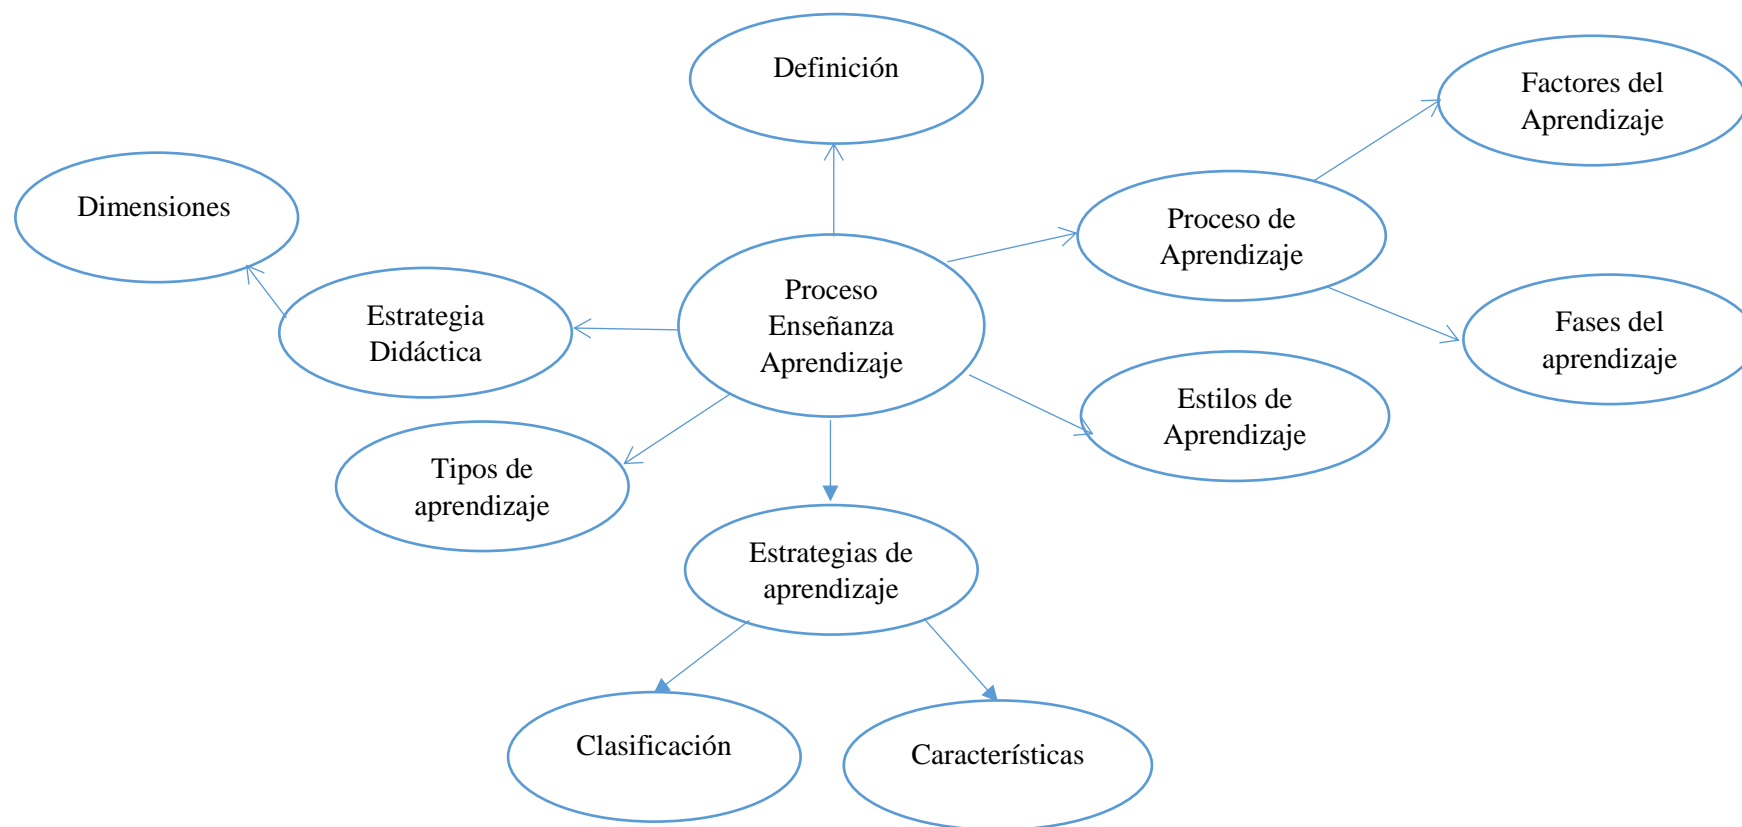 Definición
Factores del
Aprendizaje
Dimensiones
Proceso de
Aprendizaje
Proceso
Enseñanza
Aprendizaje
Estrategia
Didáctica
Fases del
aprendizaje
Estilos de
Aprendizaje
Tipos de
aprendizaje
Estrategias de
aprendizaje
Clasificación
Característícas